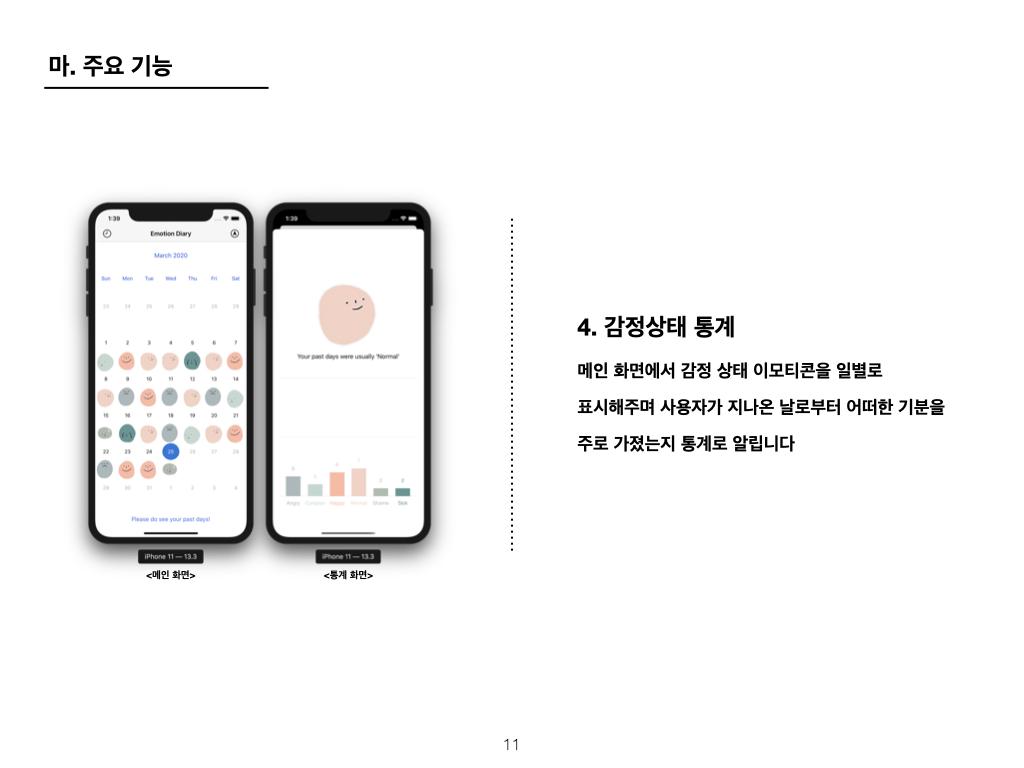 마. 주요 기능
1:39
Emotion Diary
March 2020
Sun Mon Tue Wed Thu Fri Sat
23 24 25 26 27 28 29
1 2 3 4 5 6 7
8 9 10 11 12 13 14
15 16 17 18 19 20 21
22 23 24 25 26 27 28
29 30 31 1 2 3 4
Please do see your past days!
iPhone 11 — 13.3
<메인 화면>
1:39
Your past days were usually 'Normal'
Angry Complex Happy Normal Shame Sick
iPhone 11 — 13.3
<통계 화면>
4. 감정상태 통계
메인 화면에서 감정 상태 이모티콘을 일별로
표시해주며 사용자가 지나온 날로부터 어떠한 기분을
주로 가졌는지 통계로 알립니다
11